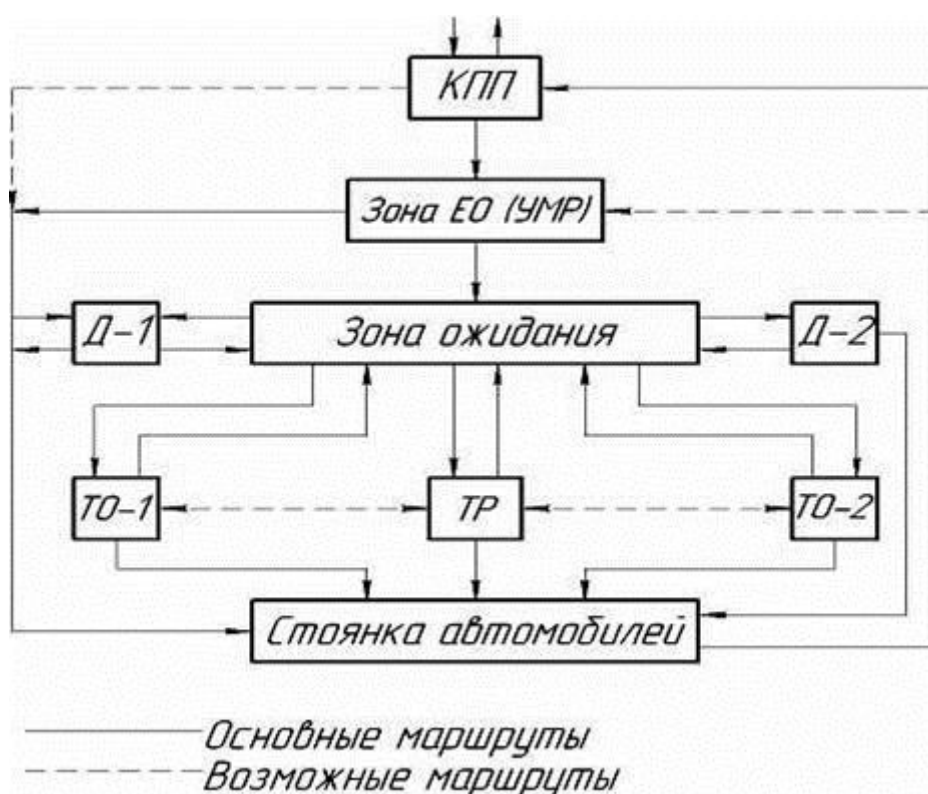 КПП
Зона ЕО (УМР)
Д-1
Зона ожидания
Д-2
ТО-1
ТР
ТО-2
Стоянка автомобилей
Основные маршруты
Возможные маршруты